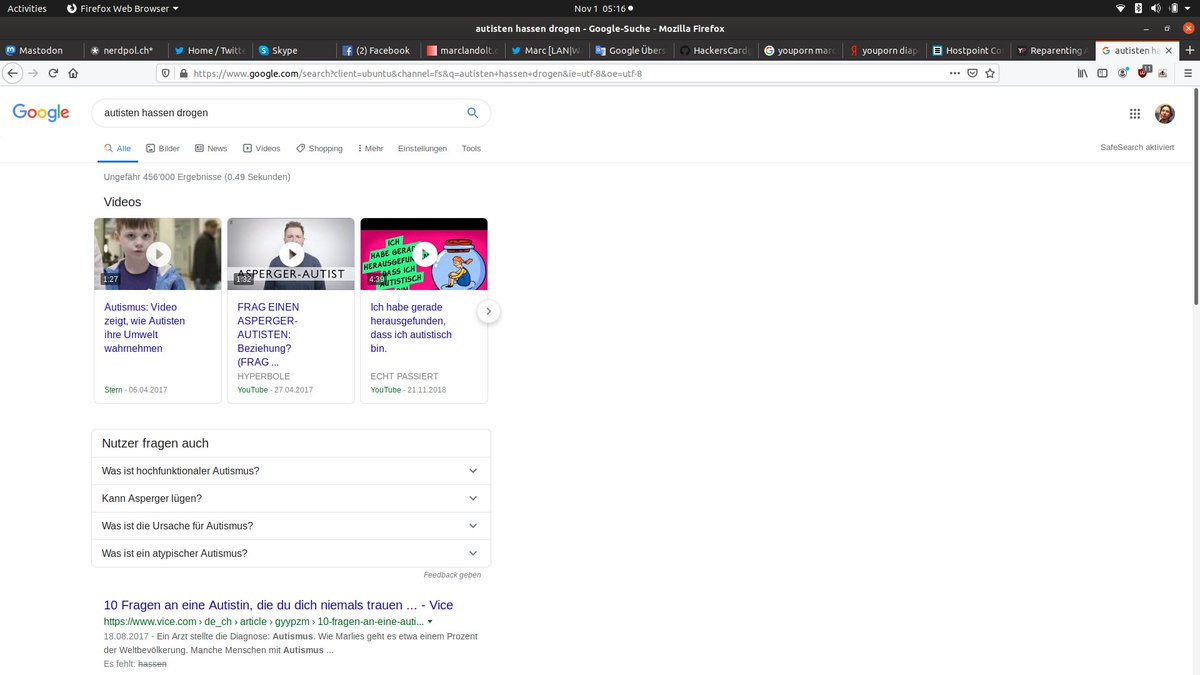 Activities Firefox Web Browser Nov 1 05:16
autisten hassen drogen - Google-Suche - Mozilla Firefox
Mastodon nerdpol.ch* Home / Twitte Skype (2) Facebook marclandolt.c Marc [LAN]W Google Übers HackersCard youporn mar youporn diap Hostpoint Co Reparenting autisten ha
https://www.google.com/search?client=ubuntu&channel=fs&q=autisten+hassen+drogen&ie=utf-8&oe=utf-8
11
Google autisten hassen drogen
Alle Bilder News Videos Shopping Mehr Einstellungen Tools SafeSearch aktiviert
Ungefähr 456'000 Ergebnisse (0.49 Sekunden)
Videos
1:27
ASPERGER-AUTIST
1:32
ICH
HABE GERA
HERAUSGEFUN
DASS ICH
AUTISTISCH
BIN
4:39
Autismus: Video
zeigt, wie Autisten
ihre Umwelt
wahrnehmen
Stern - 06.04.2017
FRAG EINEN
ASPERGER-
AUTISTEN:
Beziehung?
(FRAG ...
HYPERBOLE
YouTube - 27.04.2017
Ich habe gerade
herausgefunden,
dass ich autistisch
bin.
ECHT PASSIERT
YouTube - 21.11.2018
Nutzer fragen auch
Was ist hochfunktionaler Autismus?
Kann Asperger lügen?
Was ist die Ursache für Autismus?
Was ist ein atypischer Autismus?
Feedback geben
10 Fragen an eine Autistin, die du dich niemals trauen ... - Vice
https://www.vice.com › de_ch › article › gyypzm › 10-fragen-an-eine-auti...
18.08.2017 - Ein Arzt stellte die Diagnose: Autismus. Wie Marlies geht es etwa einem Prozent
der Weltbevölkerung. Manche Menschen mit Autismus ...
Es fehlt: hassen